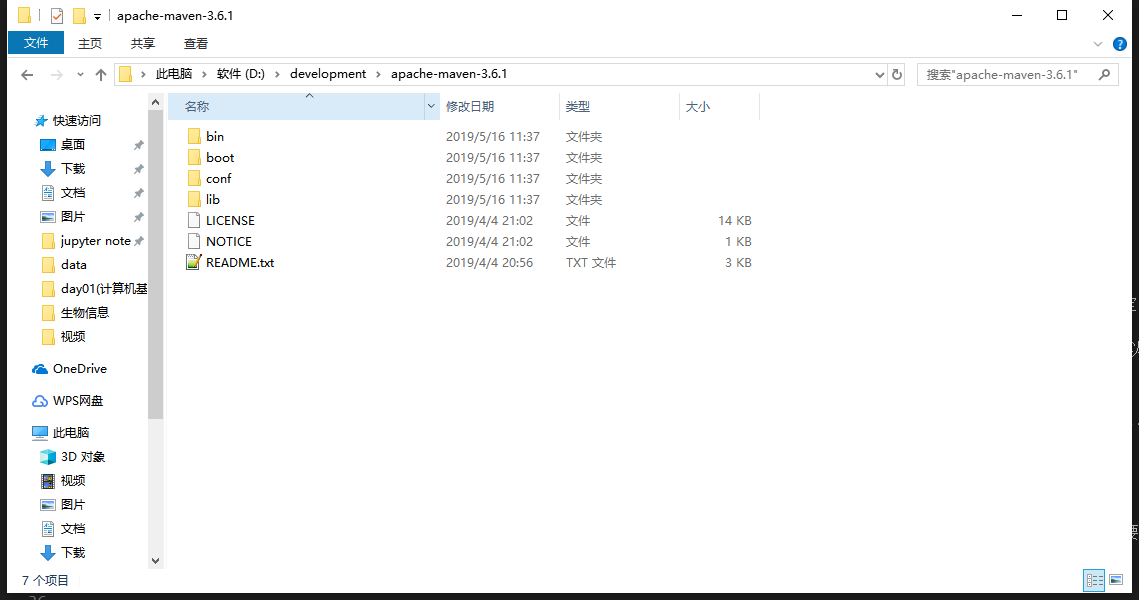 apache-maven-3.6.1
文件 主页 共享 查看
此电脑 软件 (D:) development apache-maven-3.6.1 搜索"apache-maven-3.6.1"
名称 修改日期 类型 大小
快速访问
桌面
下载
文档
图片
jupyter note
data
day01(计算机基
生物信息
视频
OneDrive
WPS网盘
此电脑
3D 对象
视频
图片
文档
下载
bin 2019/5/16 11:37 文件夹
boot 2019/5/16 11:37 文件夹
conf 2019/5/16 11:37 文件夹
lib 2019/5/16 11:37 文件夹
LICENSE 2019/4/4 21:02 文件 14 KB
NOTICE 2019/4/4 21:02 文件 1 KB
README.txt 2019/4/4 20:56 TXT 文件 3 KB
7 个项目